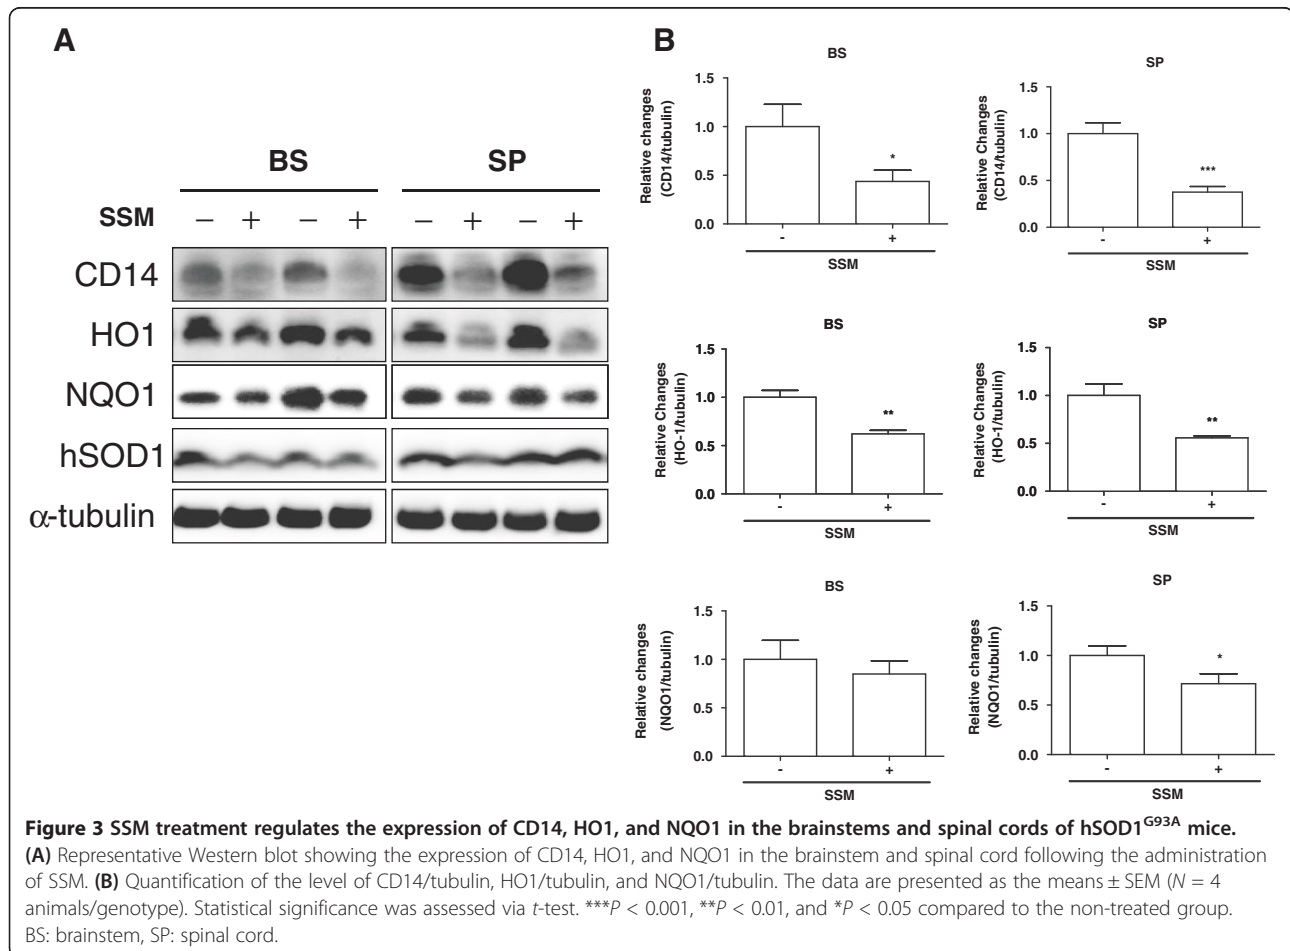 A
BS SP
SSM − + − + − + − +
CD14
HO1
NQO1
hSOD1
α-tubulin
B
BS
Relative changes
(CD14/tubulin)
1.5
1.0
0.5
0.0
*
- +
SSM
SP
Relative Changes
(CD14/tubulin)
1.5
1.0
0.5
0.0
***
- +
SSM
BS
Relative Changes
(HO-1/tubulin)
1.5
1.0
0.5
0.0
**
- +
SSM
SP
Relative Changes
(HO-1/tubulin)
1.5
1.0
0.5
0.0
**
- +
SSM
BS
Relative changes
(NQO1/tubulin)
1.5
1.0
0.5
0.0
- +
SSM
SP
Relative changes
(NQO1/tubulin)
1.5
1.0
0.5
0.0
*
- +
SSM
Figure 3 SSM treatment regulates the expression of CD14, HO1, and NQO1 in the brainstems and spinal cords of hSOD1^G93A mice.
(A) Representative Western blot showing the expression of CD14, HO1, and NQO1 in the brainstem and spinal cord following the administration
of SSM. (B) Quantification of the level of CD14/tubulin, HO1/tubulin, and NQO1/tubulin. The data are presented as the means ± SEM (N = 4
animals/genotype). Statistical significance was assessed via t-test. ***P < 0.001, **P < 0.01, and *P < 0.05 compared to the non-treated group.
BS: brainstem, SP: spinal cord.